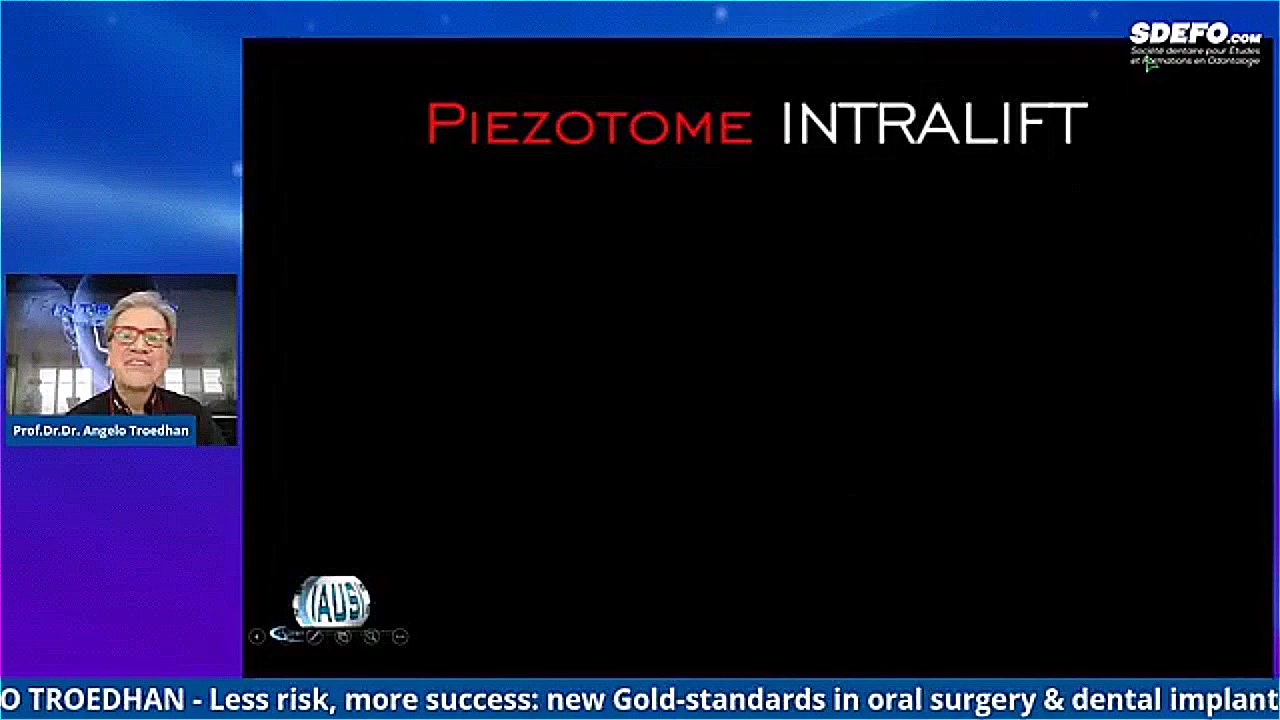 SDEFO.COM
Société dentaire pour Études
et Formations en Odontologie
PIEZOTOME INTRALIFT
Prof.Dr.Dr. Angelo Troedhan
O TROEDHAN - Less risk, more success: new Gold-standards in oral surgery & dental implant